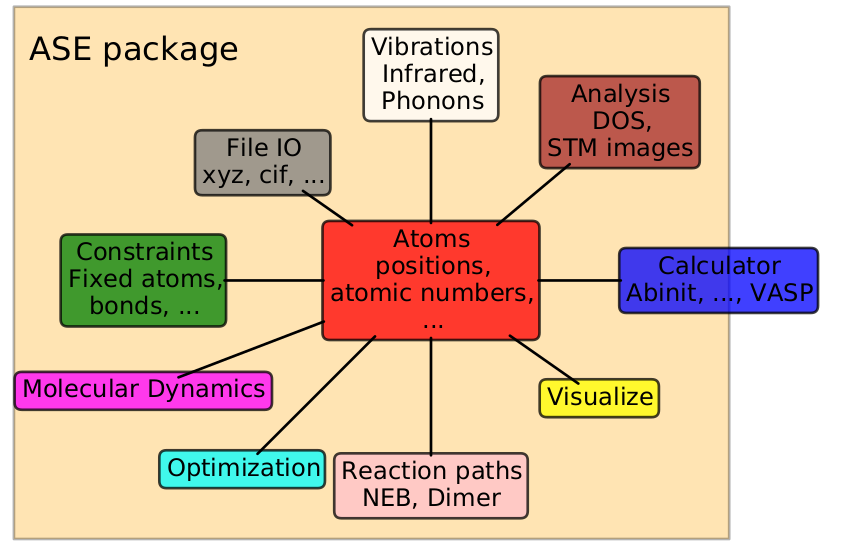 ASE package
Vibrations
Infrared,
Phonons
Analysis
DOS,
STM images
File IO
xyz, cif, ...
Atoms
positions,
atomic numbers,
...
Constraints
Fixed atoms,
bonds, ...
Calculator
Abinit, ..., VASP
Molecular Dynamics
Visualize
Optimization
Reaction paths
NEB, Dimer